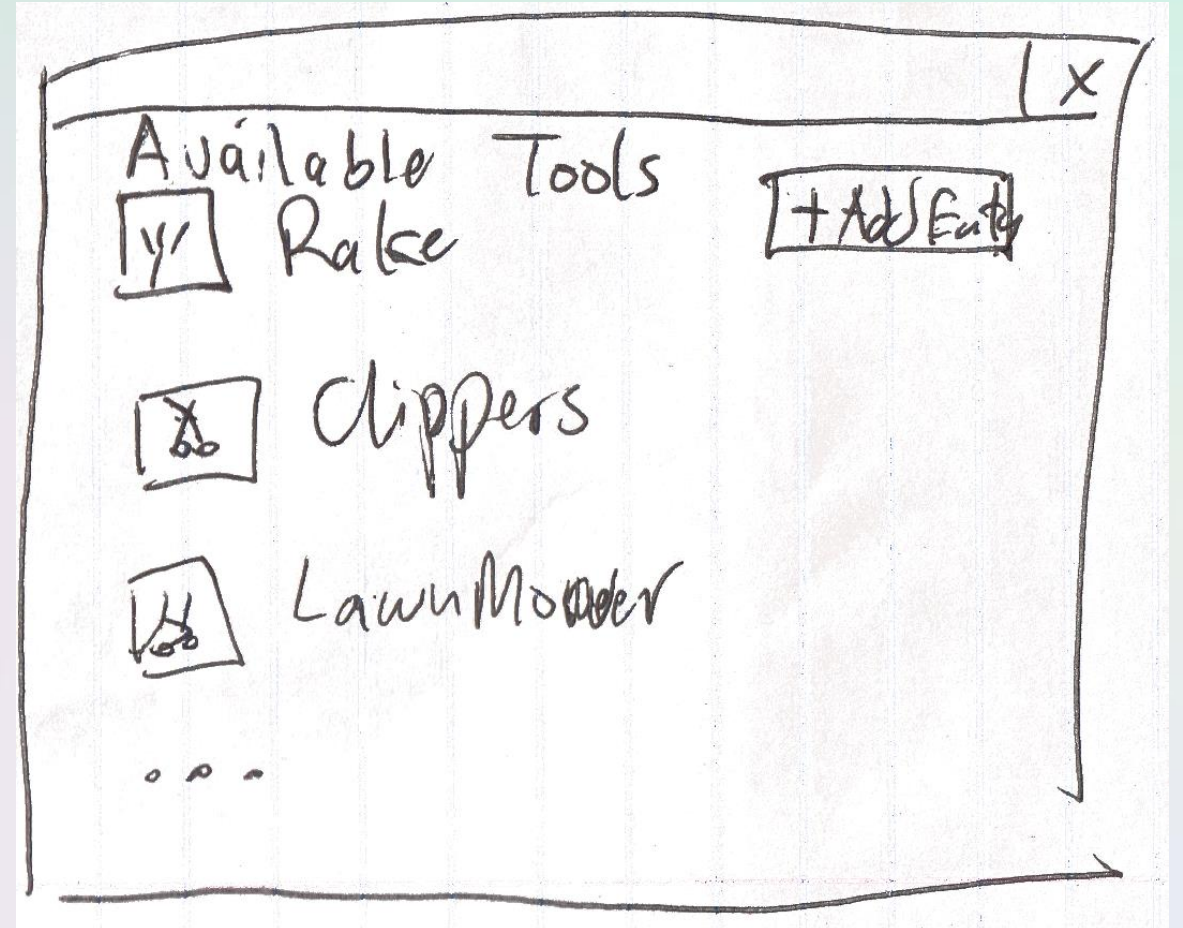 X
Available Tools
+ Add Entry
Rake
Clippers
LawnMower
...